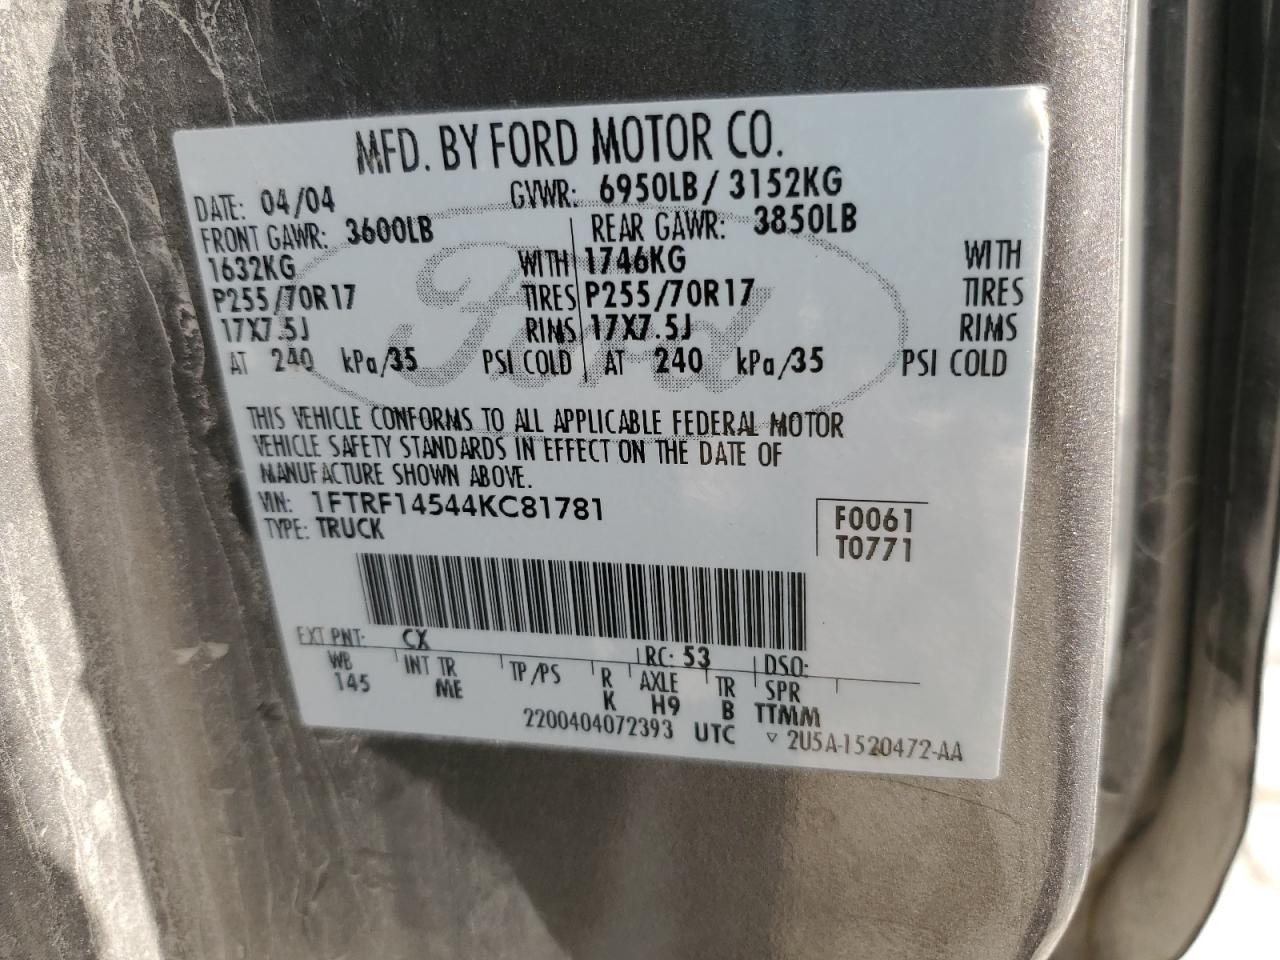 MFD. BY FORD MOTOR CO.
DATE: 04/04 GVWR: 6950LB/ 3152KG
FRONT GAWR: 3600LB REAR GAWR: 3850LB
1632KG WITH 1746KG WITH
P255/70R17 TIRES P255/70R17 TIRES
17X7.5J RIMS 17X7.5J RIMS
AT 240 kPa/35 PSI COLD AT 240 kPa/35 PSI COLD
Ford
THIS VEHICLE CONFORMS TO ALL APPLICABLE FEDERAL MOTOR
VEHICLE SAFETY STANDARDS IN EFFECT ON THE DATE OF
MANUFACTURE SHOWN ABOVE.
VIN: 1FTRF14544KC81781
TYPE: TRUCK
F0061
T0771
EXT PNT: CX RC: 53 DSO:
WB INT TR TP/PS R AXLE TR SPR
145 ME K H9 B TTMM
2200404072393 UTC ▽ 2U5A-1520472-AA